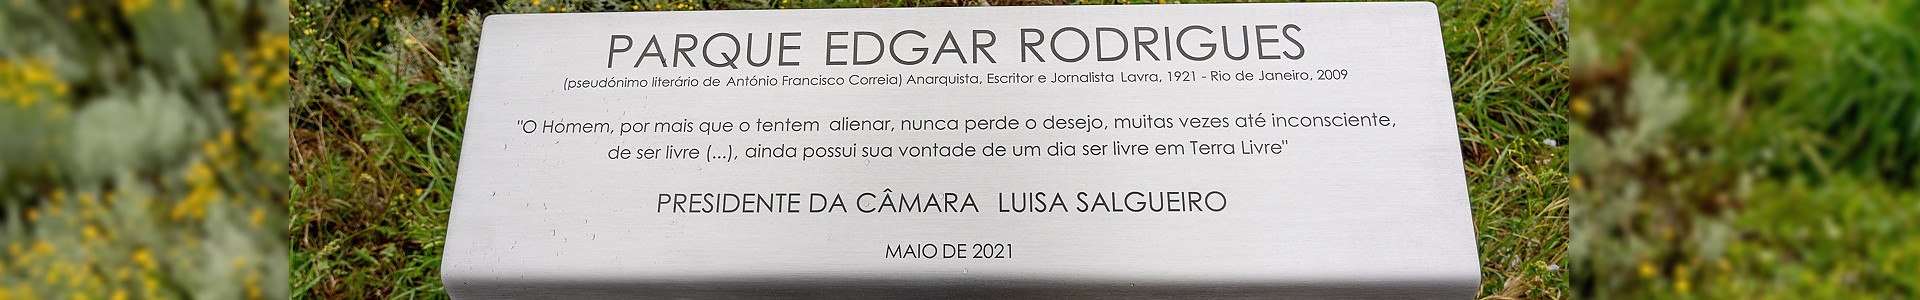 PARQUE EDGAR RODRIGUES
(pseudónimo literário de António Francisco Correia) Anarquista, Escritor e Jornalista Lavra, 1921 - Rio de Janeiro, 2009
"O Homem, por mais que o tentem alienar, nunca perde o desejo, muitas vezes até inconsciente,
de ser livre (...), ainda possui sua vontade de um dia ser livre em Terra Livre"
PRESIDENTE DA CÂMARA LUISA SALGUEIRO
MAIO DE 2021